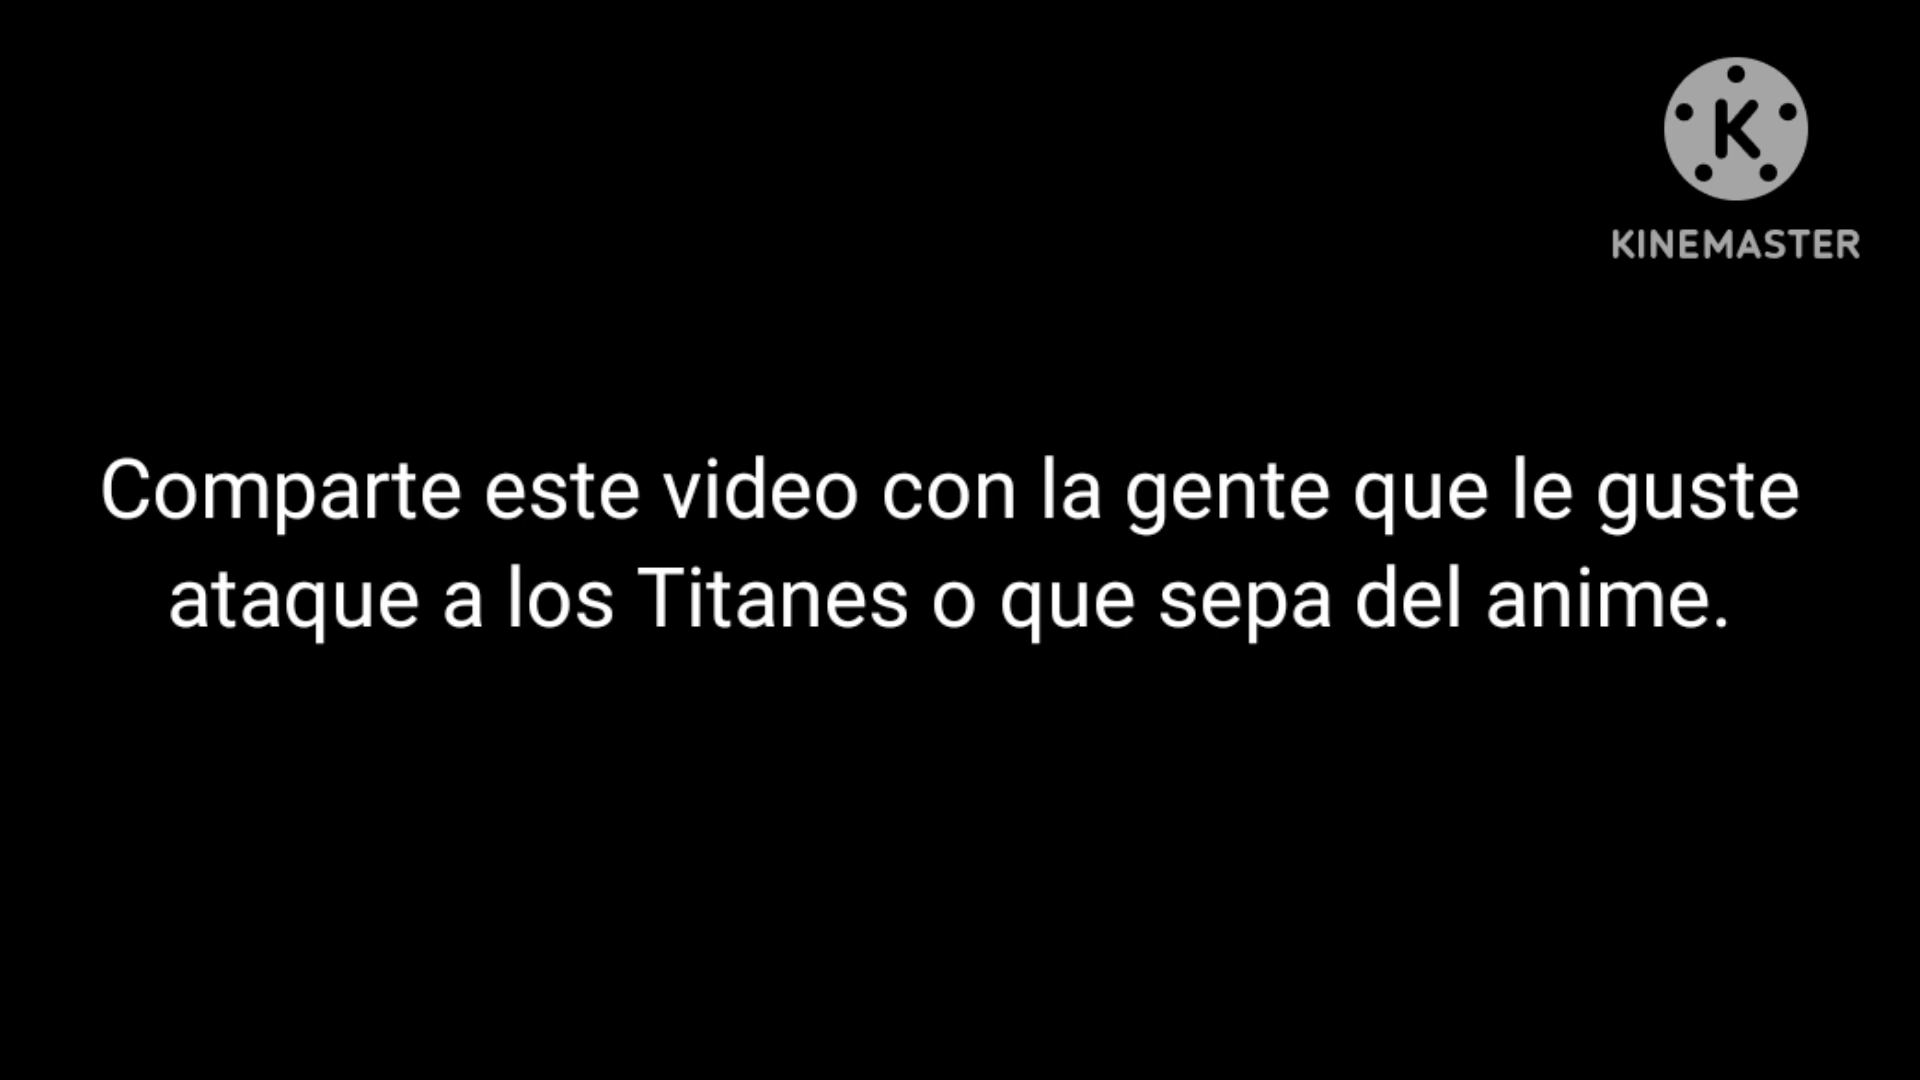 K
KINEMASTER
Comparte este video con la gente que le guste
ataque a los Titanes o que sepa del anime.